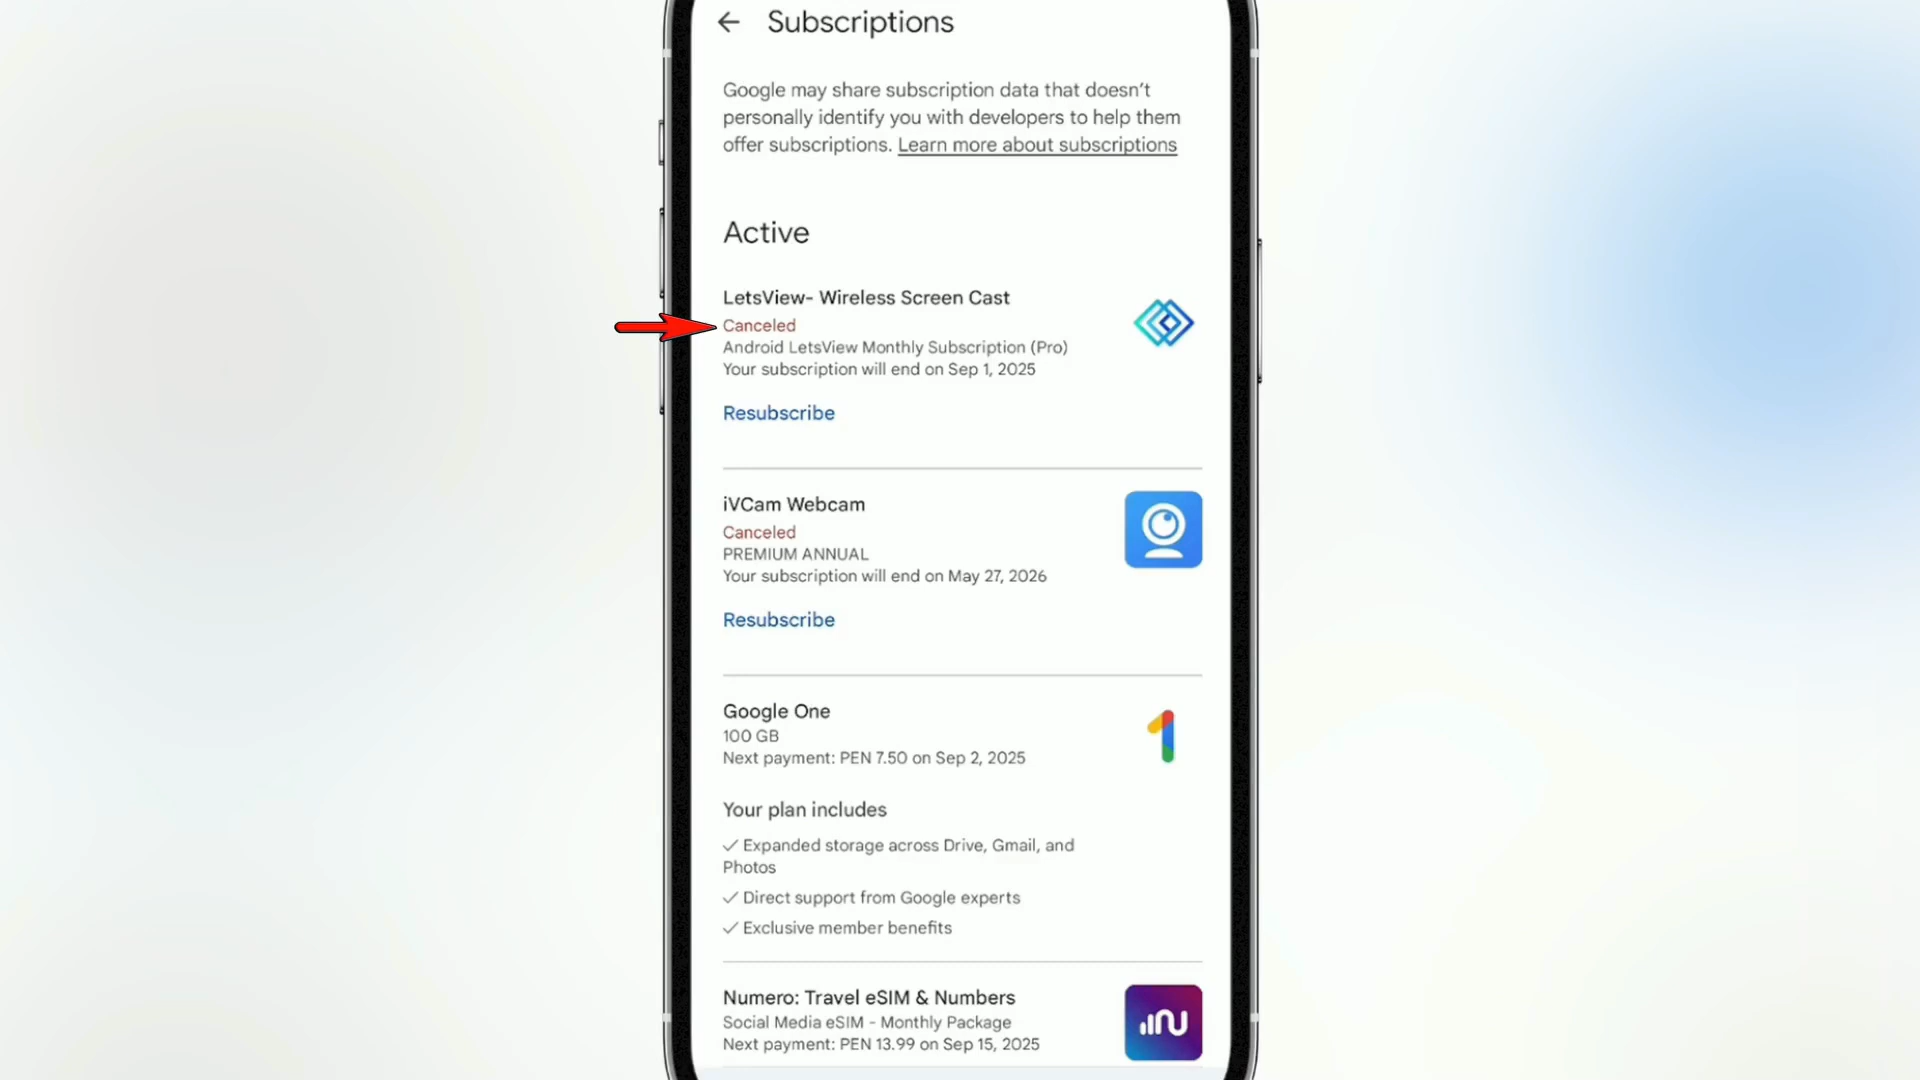 Subscriptions
Google may share subscription data that doesn't
personally identify you with developers to help them
offer subscriptions. Learn more about subscriptions
Active
LetsView- Wireless Screen Cast
Canceled
Android LetsView Monthly Subscription (Pro)
Your subscription will end on Sep 1, 2025
Resubscribe
iVCam Webcam
Canceled
PREMIUM ANNUAL
Your subscription will end on May 27, 2026
Resubscribe
Google One
100 GB
Next payment: PEN 7.50 on Sep 2, 2025
Your plan includes
✓ Expanded storage across Drive, Gmail, and
Photos
✓ Direct support from Google experts
✓ Exclusive member benefits
Numero: Travel eSIM & Numbers
Social Media eSIM - Monthly Package
Next payment: PEN 13.99 on Sep 15, 2025